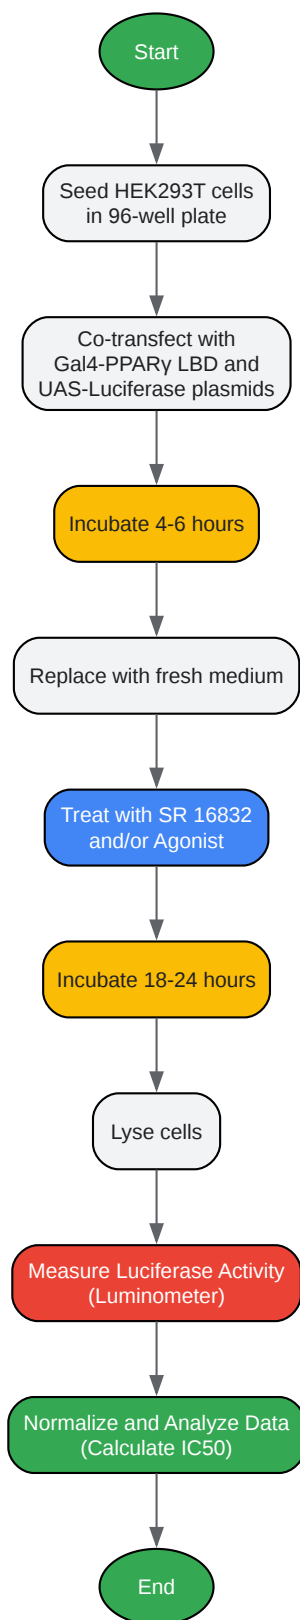 Start
Seed HEK293T cells
in 96-well plate
Co-transfect with
Gal4-PPARγ LBD and
UAS-Luciferase plasmids
Incubate 4-6 hours
Replace with fresh medium
Treat with SR 16832
and/or Agonist
Incubate 18-24 hours
Lyse cells
Measure Luciferase Activity
(Luminometer)
Normalize and Analyze Data
(Calculate IC50)
End